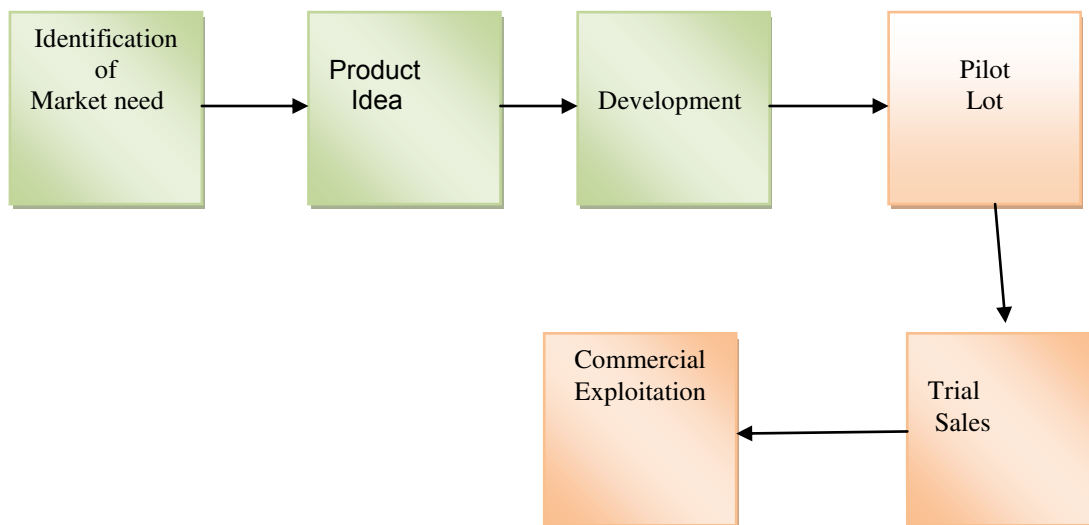 Identification
of
Market need
Product
Idea
Development
Pilot
Lot
Trial
Sales
Commercial
Exploitation